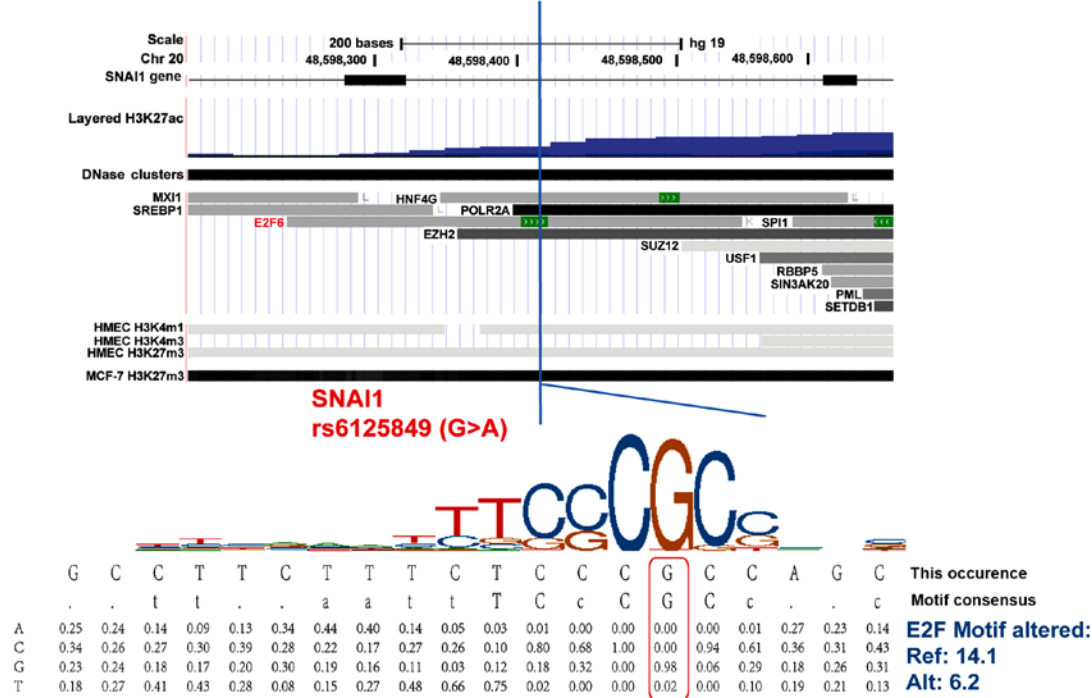 Scale 200 bases hg 19
Chr 20 48,598,300 48,598,400 48,598,500 48,598,600
SNAI1 gene
Layered H3K27ac
DNase clusters
MXI1 L HNF4G L
SREBP1 L POLR2A
E2F6 K SPI1
EZH2
SUZ12
USF1
RBBP5
SIN3AK20
PML
SETDB1
HMEC H3K4m1
HMEC H3K4m3
HMEC H3K27m3
MCF-7 H3K27m3
SNAI1
rs6125849 (G>A)
TTCCCGCC
G C C T T C T T T C T C C C G C C A G C This occurence
. . t t . . a a t t T C c C G C c . . c Motif consensus
A 0.25 0.24 0.14 0.09 0.13 0.34 0.44 0.40 0.14 0.05 0.03 0.01 0.00 0.00 0.00 0.00 0.01 0.27 0.23 0.14
C 0.34 0.26 0.27 0.30 0.39 0.28 0.22 0.17 0.27 0.26 0.10 0.80 0.68 1.00 0.00 0.94 0.61 0.36 0.31 0.43
G 0.23 0.24 0.18 0.17 0.20 0.30 0.19 0.16 0.11 0.03 0.12 0.18 0.32 0.00 0.98 0.06 0.29 0.18 0.26 0.31
T 0.18 0.27 0.41 0.43 0.28 0.08 0.15 0.27 0.48 0.66 0.75 0.02 0.00 0.00 0.02 0.00 0.10 0.19 0.21 0.13
E2F Motif altered:
Ref: 14.1
Alt: 6.2